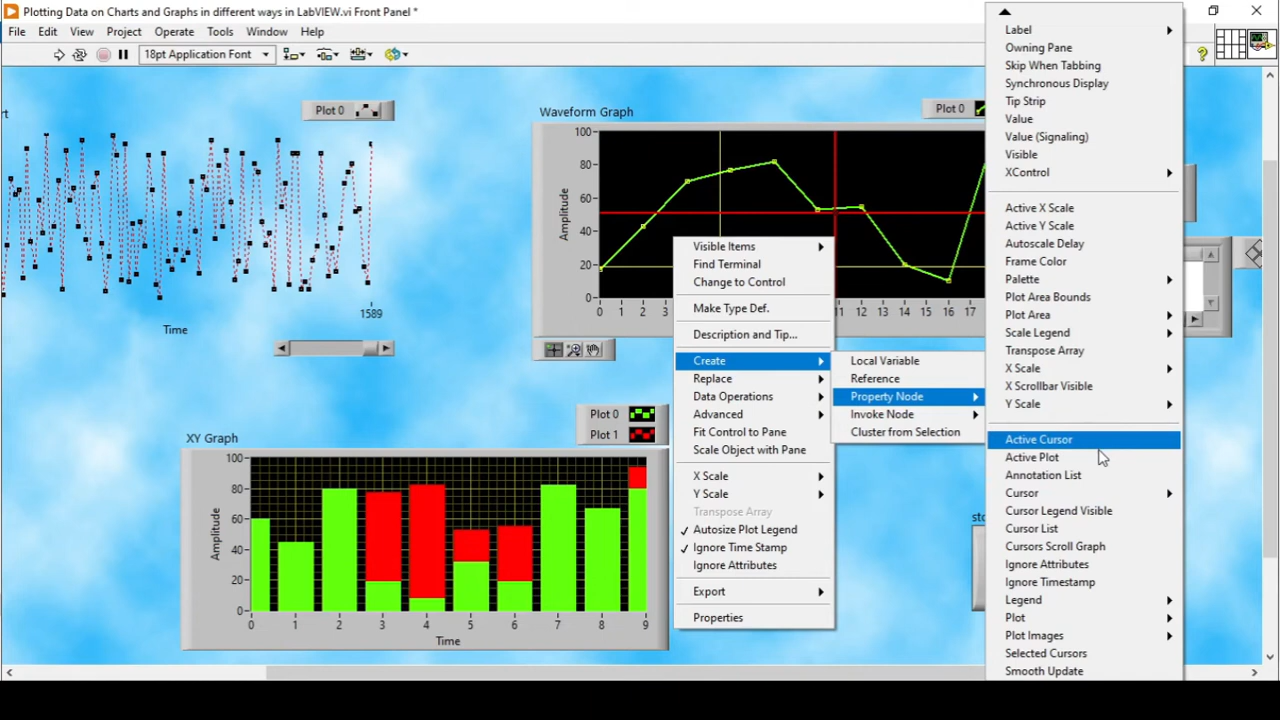 Plotting Data on Charts and Graphs in different ways in LabVIEW.vi Front Panel *
File Edit View Project Operate Tools Window Help
18pt Application Font
?
rt
Plot 0
1589
Time
Waveform Graph
Plot 0
Amplitude
100
80
60
40
20
0
0 1 2 3 11 12 13 14 15 16 17
XY Graph
Plot 0
Plot 1
Amplitude
100
80
60
40
20
0
0 1 2 3 4 5 6 7 8 9
Time
Visible Items
Find Terminal
Change to Control
Make Type Def.
Description and Tip...
Create
Replace
Data Operations
Advanced
Fit Control to Pane
Scale Object with Pane
X Scale
Y Scale
Transpose Array
Autosize Plot Legend
Ignore Time Stamp
Ignore Attributes
Export
Properties
Local Variable
Reference
Property Node
Invoke Node
Cluster from Selection
stop
Label
Owning Pane
Skip When Tabbing
Synchronous Display
Tip Strip
Value
Value (Signaling)
Visible
XControl
Active X Scale
Active Y Scale
Autoscale Delay
Frame Color
Palette
Plot Area Bounds
Plot Area
Scale Legend
Transpose Array
X Scale
X Scrollbar Visible
Y Scale
Active Cursor
Active Plot
Annotation List
Cursor
Cursor Legend Visible
Cursor List
Cursors Scroll Graph
Ignore Attributes
Ignore Timestamp
Legend
Plot
Plot Images
Selected Cursors
Smooth Update